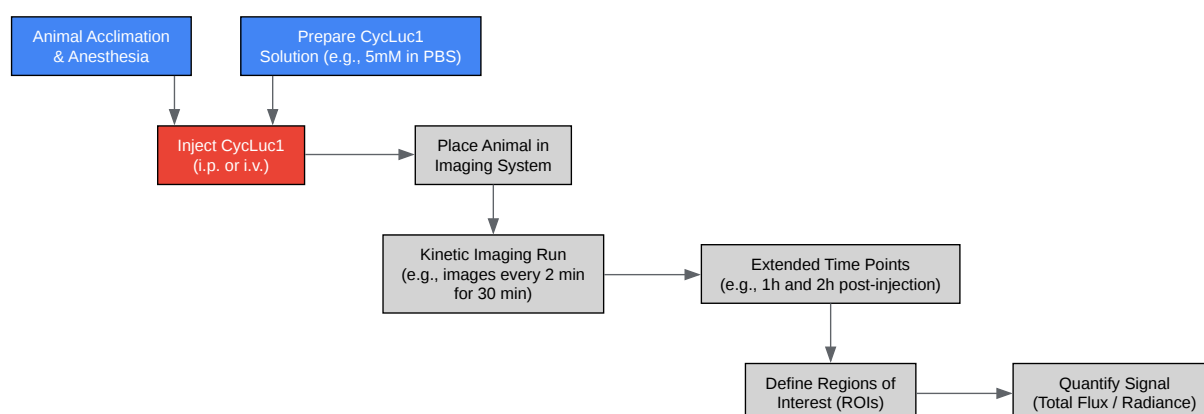 Animal Acclimation
& Anesthesia
Prepare CycLuc1
Solution (e.g., 5mM in PBS)
Inject CycLuc1
(i.p. or i.v.)
Place Animal in
Imaging System
Kinetic Imaging Run
(e.g., images every 2 min
for 30 min)
Extended Time Points
(e.g., 1h and 2h post-injection)
Define Regions of
Interest (ROIs)
Quantify Signal
(Total Flux / Radiance)